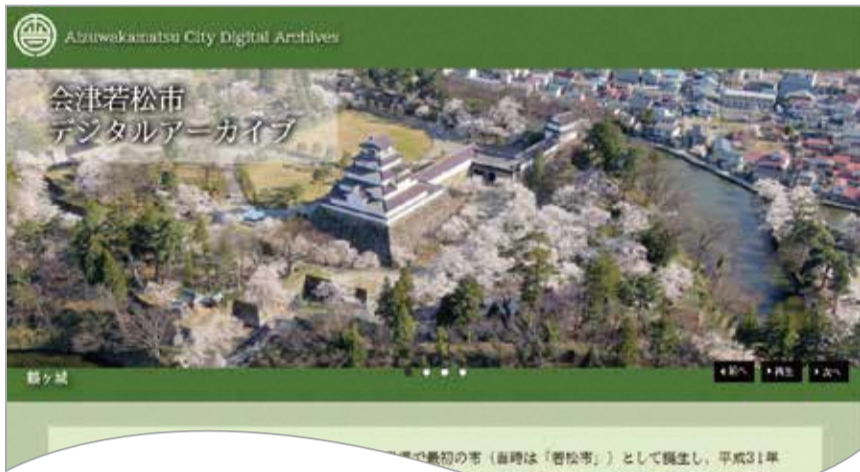 Aizuwakamatsu City Digital Archives
会津若松市
デジタルアーカイブ
鶴ヶ城
前へ
再生
次へ
で最初の市（当時は「若松市」）として誕生し、平成31年